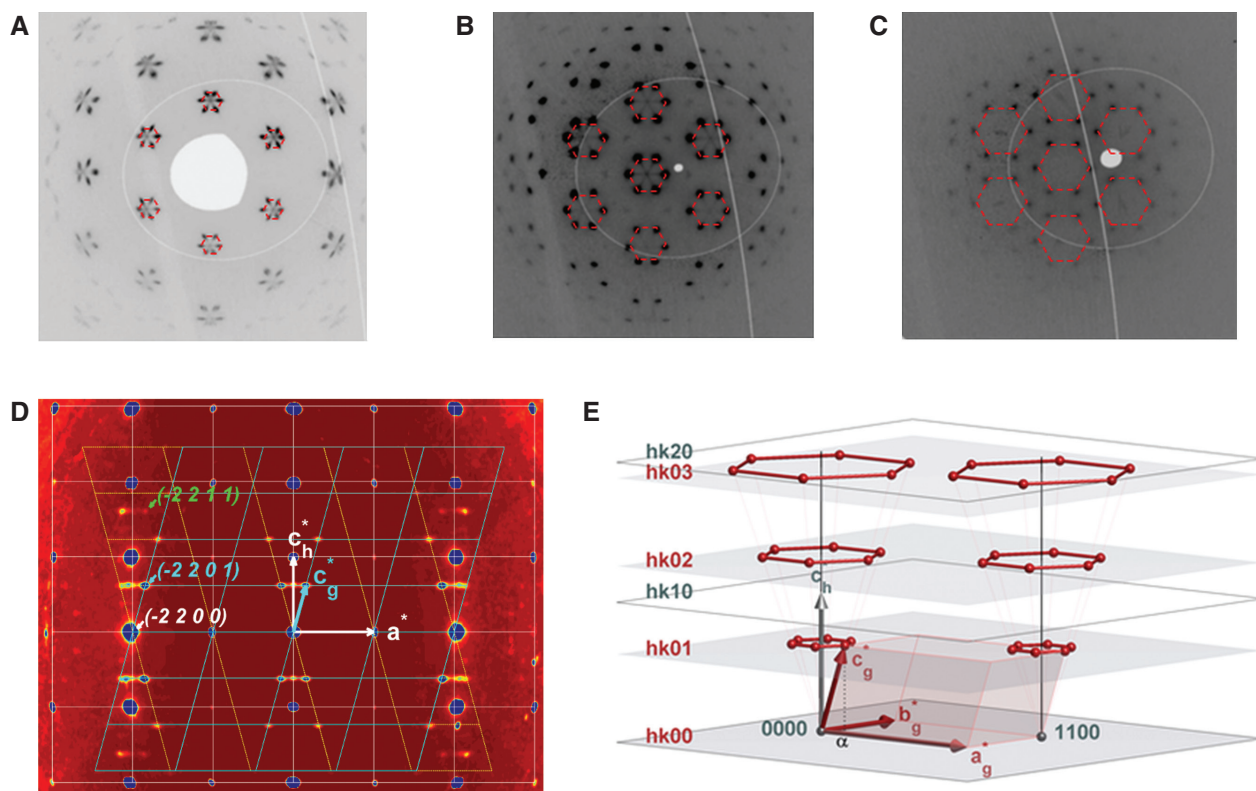 A
B
C
D
(-2 2 1 1)
c*h
(-2 2 0 1)
c*g
(-2 2 0 0)
a*
E
hk20
hk03
hk02
ch
hk10
hk01
c*g
0000
b*g
1100
hk00
α
a*g